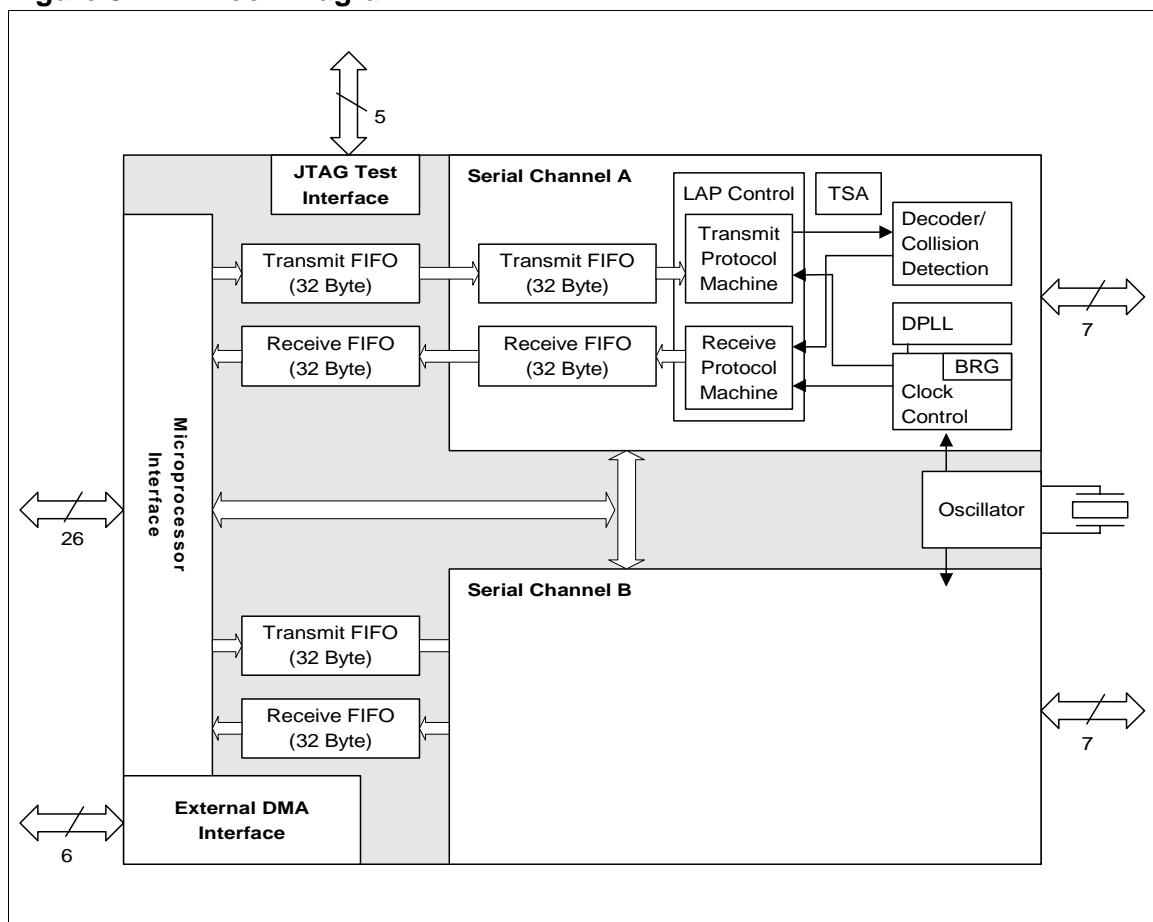 5
JTAG Test
Interface
Serial Channel A
LAP Control
TSA
Transmit FIFO
(32 Byte)
Transmit FIFO
(32 Byte)
Transmit
Protocol
Machine
Decoder/
Collision
Detection
7
Receive FIFO
(32 Byte)
Receive FIFO
(32 Byte)
Receive
Protocol
Machine
DPLL
BRG
Clock
Control
Microprocessor
Interface
26
Oscillator
Serial Channel B
Transmit FIFO
(32 Byte)
Receive FIFO
(32 Byte)
7
External DMA
Interface
6